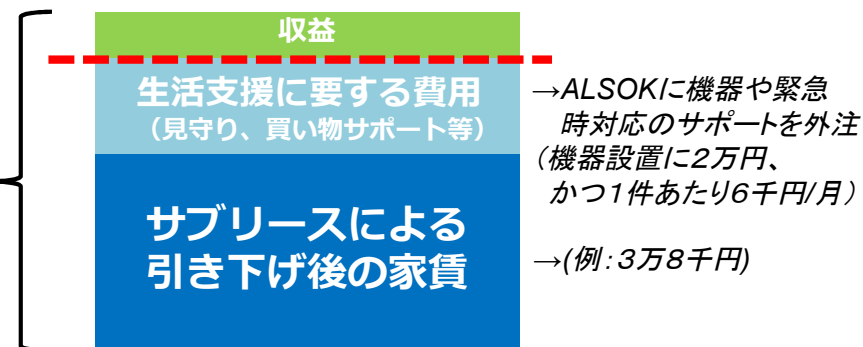 収益
生活支援に要する費用
（見守り、買い物サポート等）
サブリースによる
引き下げ後の家賃
→ALSOKに機器や緊急
時対応のサポートを外注
（機器設置に２万円、
かつ１件あたり６千円/月）
→(例：３万８千円)